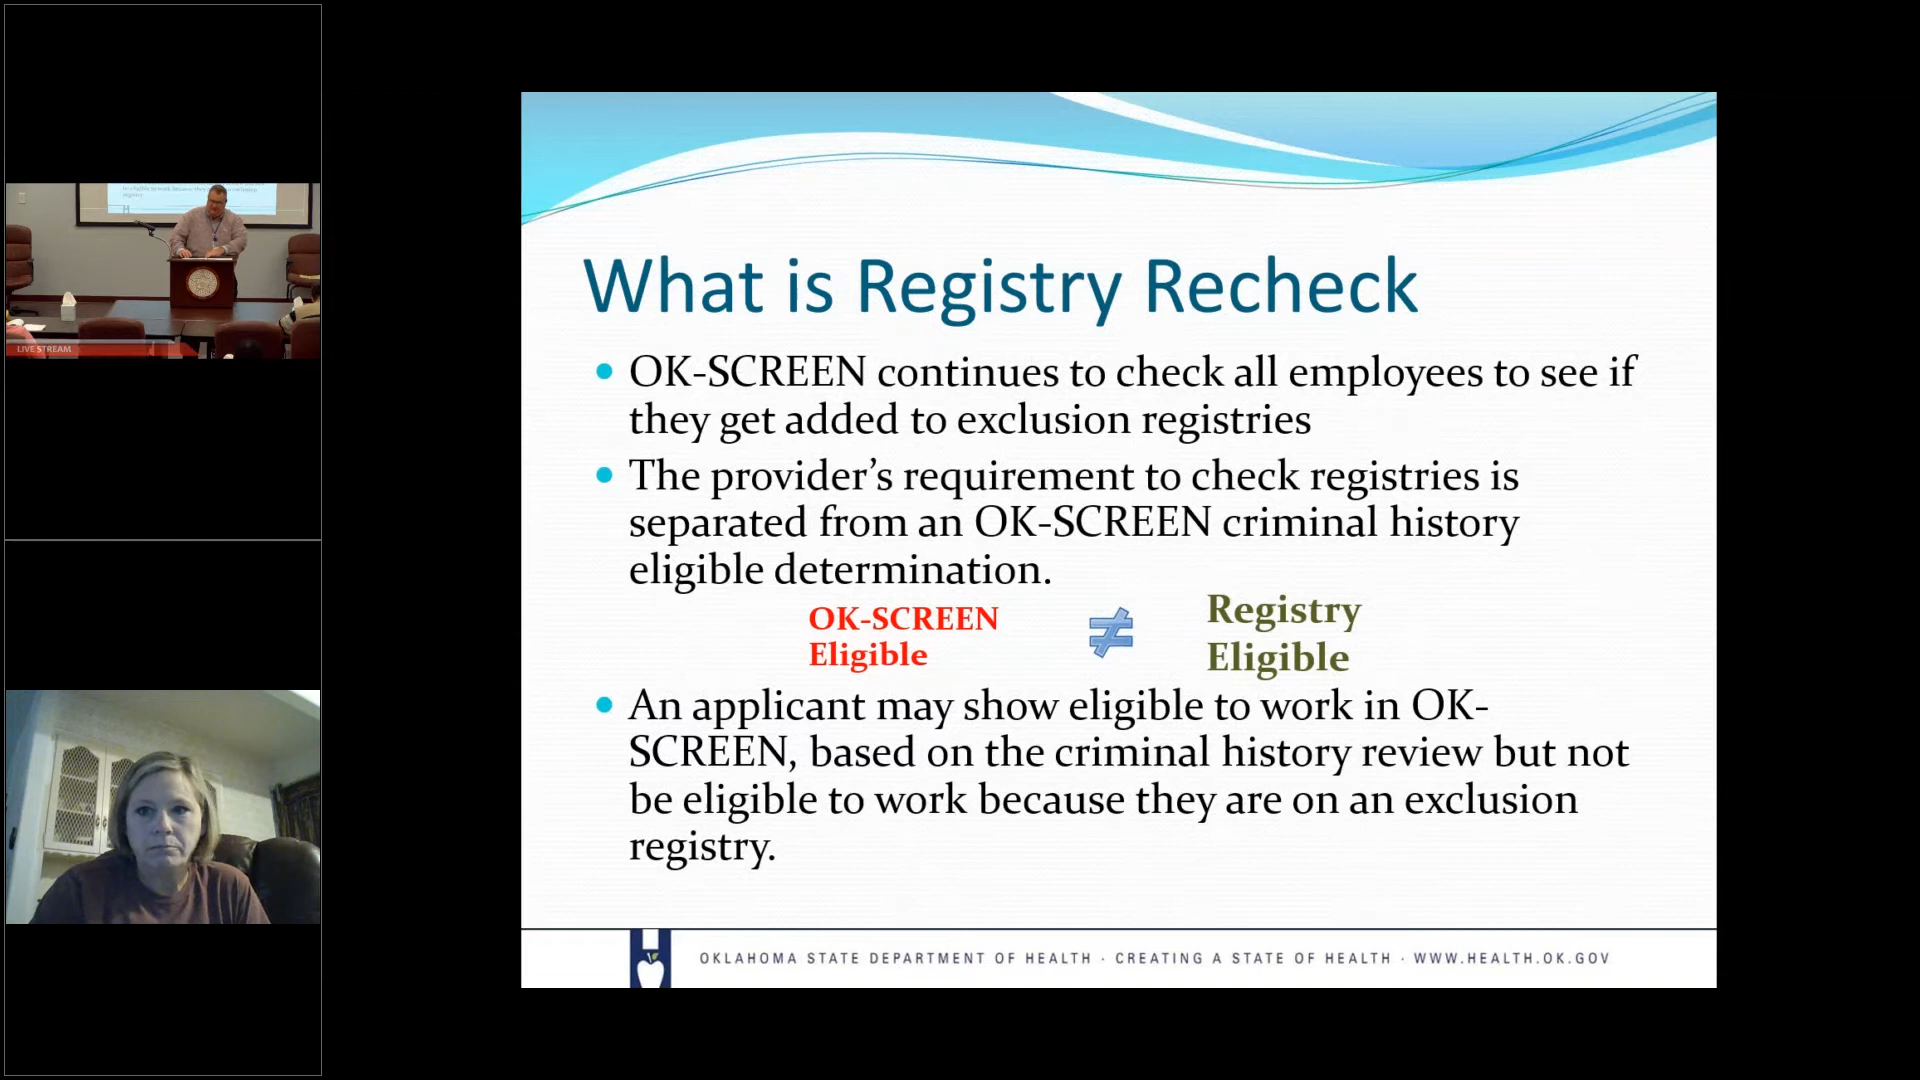 LIVE STREAM
What is Registry Recheck
• OK-SCREEN continues to check all employees to see if
they get added to exclusion registries
• The provider’s requirement to check registries is
separated from an OK-SCREEN criminal history
eligible determination.
OK-SCREEN
Eligible
≠
Registry
Eligible
• An applicant may show eligible to work in OK-
SCREEN, based on the criminal history review but not
be eligible to work because they are on an exclusion
registry.
OKLAHOMA STATE DEPARTMENT OF HEALTH · CREATING A STATE OF HEALTH · WWW.HEALTH.OK.GOV